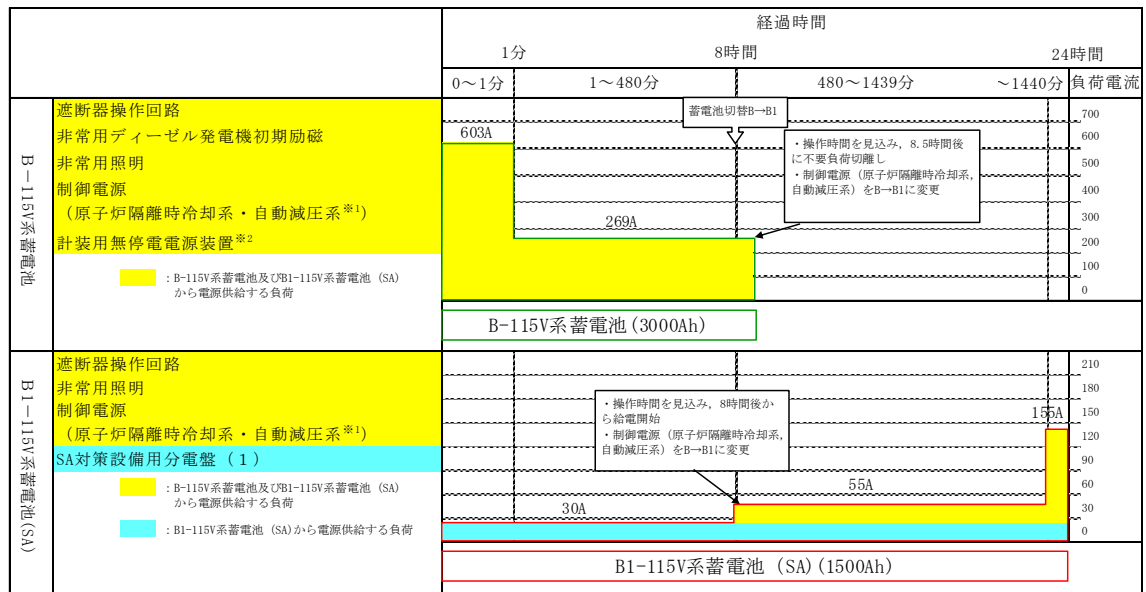 経過時間
1分 8時間 24時間
0～1分 1～480分 480～1439分 ～1440分 負荷電流
B－115V系蓄電池
遮断器操作回路
非常用ディーゼル発電機初期励磁
非常用照明
制御電源
（原子炉隔離時冷却系・自動減圧系※1）
計装用無停電電源装置※2
：B-115V系蓄電池及びB1-115V系蓄電池（SA）
から電源供給する負荷
603A
269A
蓄電池切替B→B1
・操作時間を見込み，8.5時間後
に不要負荷切離し
・制御電源（原子炉隔離時冷却系，
自動減圧系）をB→B1に変更
700
600
500
400
300
200
100
0
B-115V系蓄電池(3000Ah)
B1－115V系蓄電池(SA)
遮断器操作回路
非常用照明
制御電源
（原子炉隔離時冷却系・自動減圧系※1）
SA対策設備用分電盤（１）
：B-115V系蓄電池及びB1-115V系蓄電池（SA）
から電源供給する負荷
：B1-115V系蓄電池（SA）から電源供給する負荷
・操作時間を見込み，8時間後か
ら給電開始
・制御電源（原子炉隔離時冷却系，
自動減圧系）をB→B1に変更
30A
55A
155A
210
180
150
120
90
60
30
0
B1-115V系蓄電池（SA）(1500Ah)